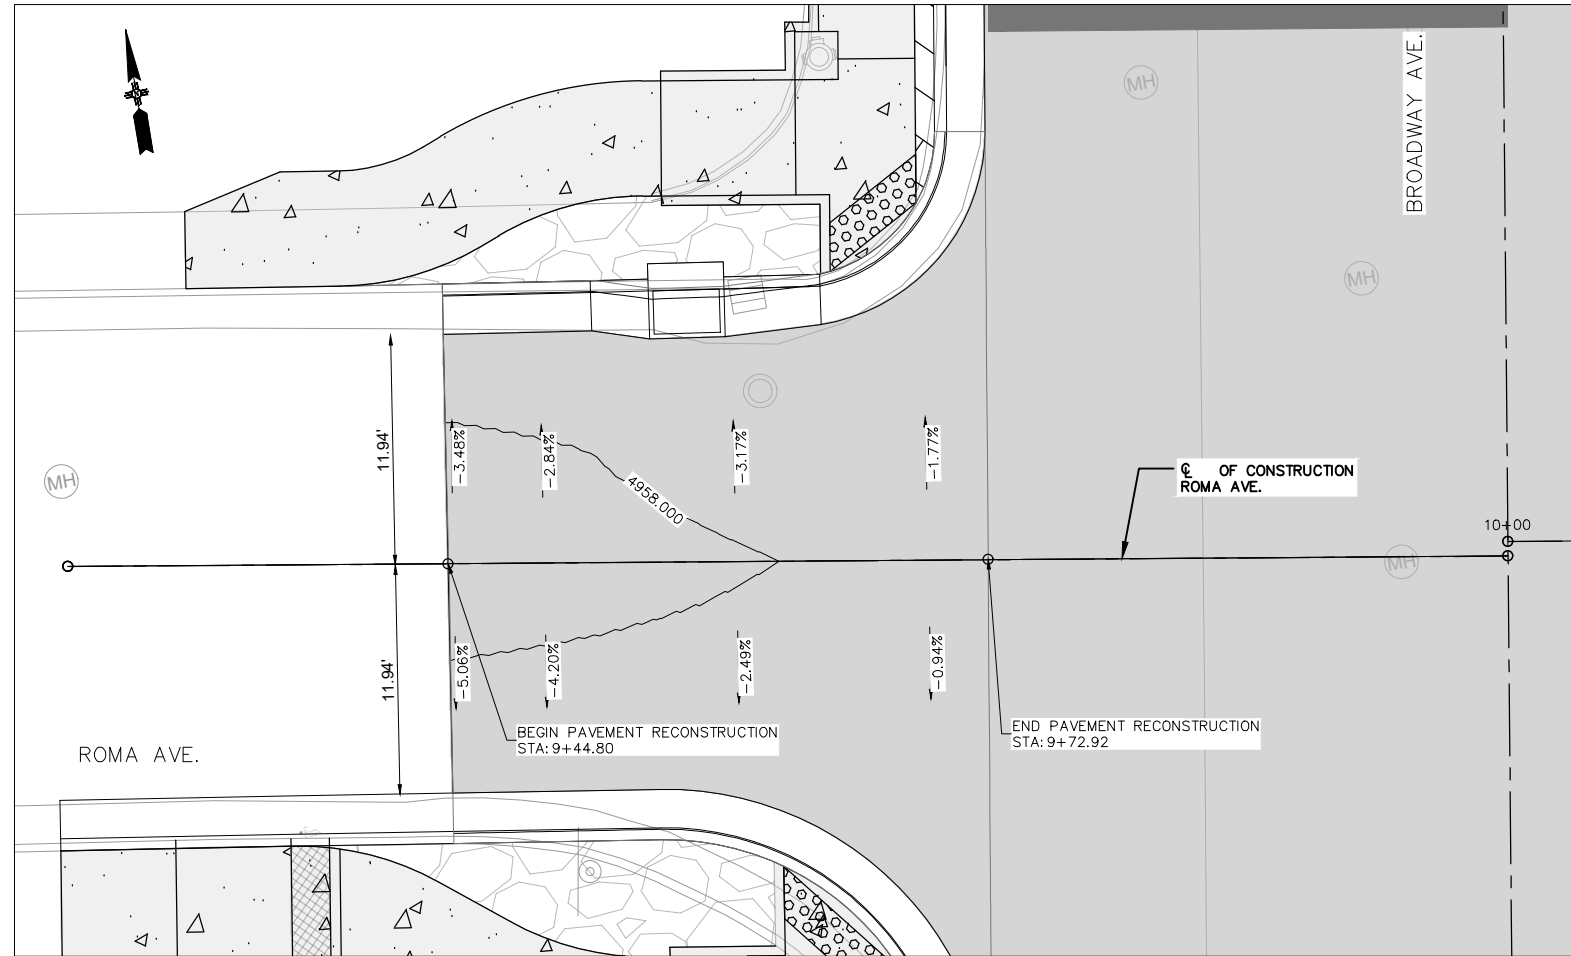 MH
BROADWAY AVE.
MH
11.94'
-3.48%
-2.84%
-3.17%
-1.77%
4958.000
℄ OF CONSTRUCTION
ROMA AVE.
MH
10+00
MH
11.94'
-5.06%
-4.20%
-2.49%
-0.94%
BEGIN PAVEMENT RECONSTRUCTION
STA: 9+44.80
END PAVEMENT RECONSTRUCTION
STA: 9+72.92
ROMA AVE.